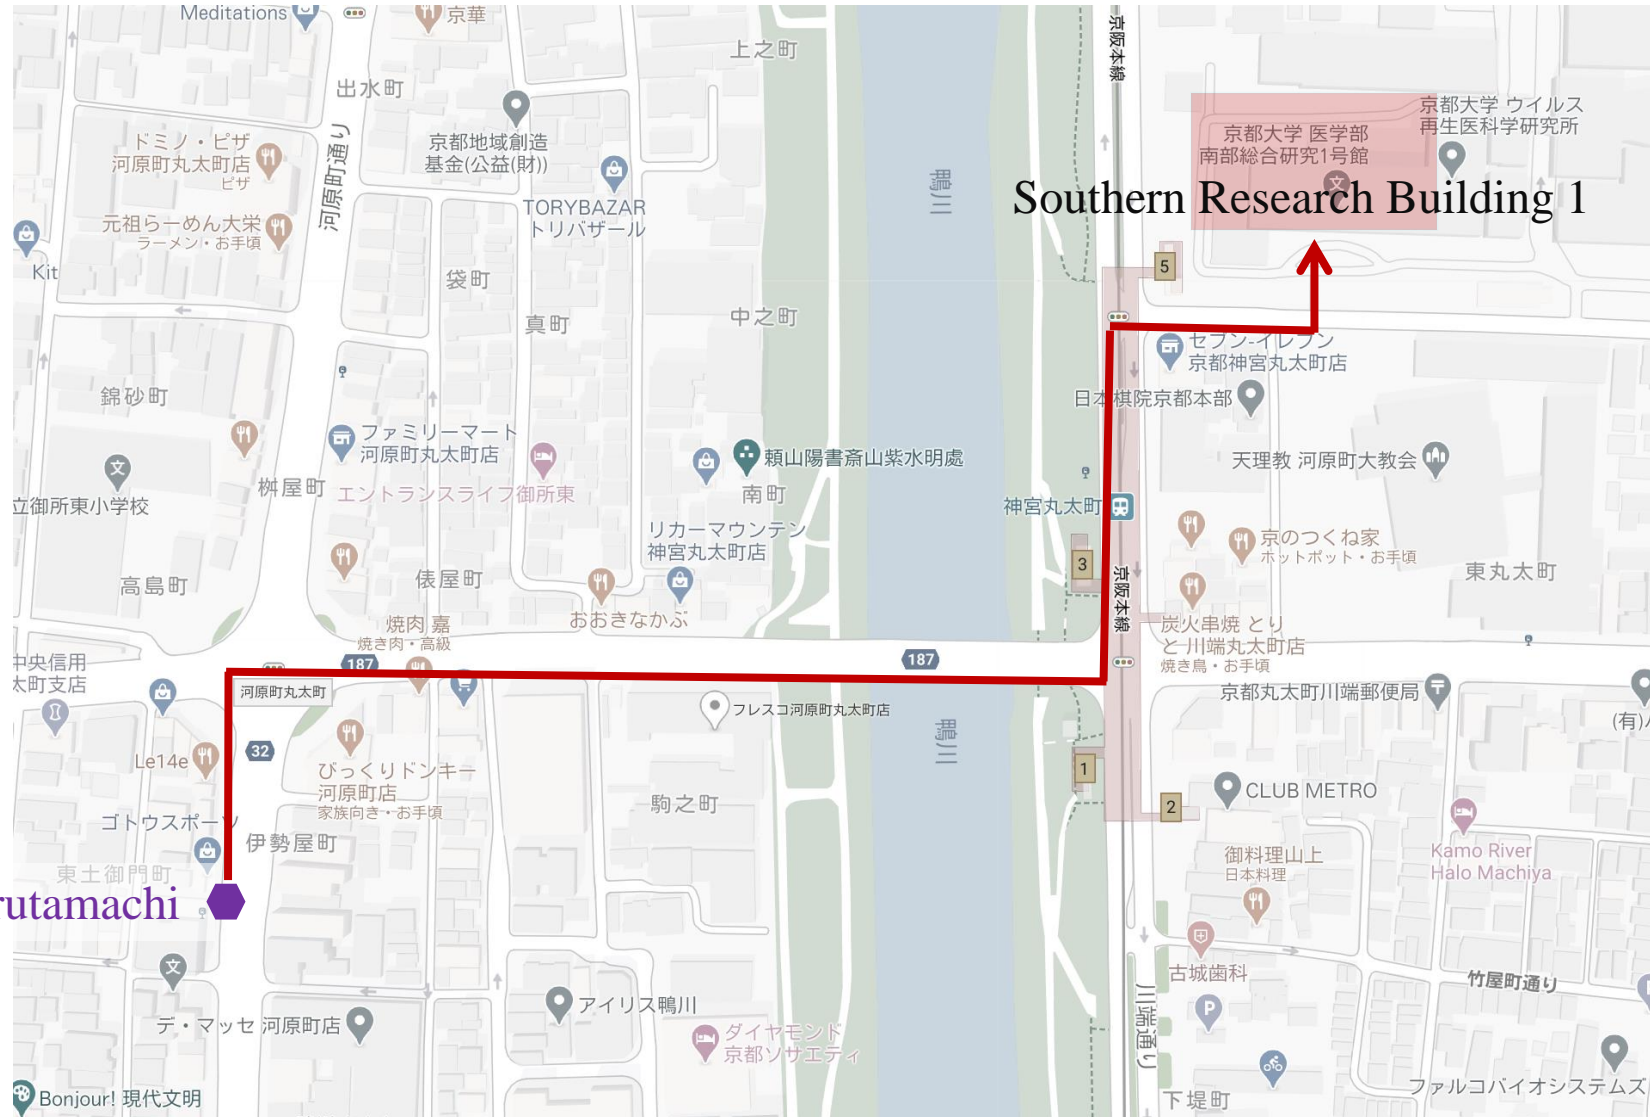 Meditations
京華
上之町
京阪本線
出水町
京都大学 ウイルス
再生医科学研究所
京都大学 医学部
南部総合研究1号館
文
ドミノ・ピザ
河原町丸太町店
ピザ
河原町通り
京都地域創造
基金(公益(財))
鴨川
Southern Research Building 1
TORYBAZAR
トリバザール
元祖らーめん大栄
ラーメン・お手頃
Kit
袋町
5
真町
中之町
セブン-イレブン
京都神宮丸太町店
錦砂町
日本棋院京都本部
ファミリーマート
河原町丸太町店
頼山陽書斎山紫水明處
天理教 河原町大教会
文
立御所東小学校
桝屋町
エントランスライフ御所東
南町
神宮丸太町
リカーマウンテン
神宮丸太町店
京のつくね家
ホットポット・お手頃
高島町
俵屋町
3
京阪本線
東丸太町
おおきなかぶ
焼肉 嘉
焼き肉・高級
炭火串焼 とり
と 川端丸太町店
焼き鳥・お手頃
中央信用
太町支店
187
187
河原町丸太町
京都丸太町川端郵便局
フレスコ河原町丸太町店
(有)
32
Le14e
鴨川
びっくりドンキー
河原町店
家族向き・お手頃
1
CLUB METRO
駒之町
2
ゴトウスポーツ
伊勢屋町
御料理山上
日本料理
Kamo River
Halo Machiya
東土御門町
rutamachi
文
古城歯科
竹屋町通り
アイリス鴨川
P
デ・マッセ 河原町店
川端通り
ダイヤモンド
京都ソサエティ
Bonjour! 現代文明
下堤町
ファルコバイオシステムズ